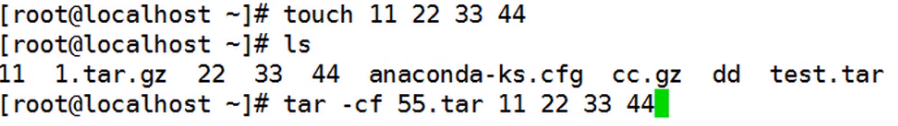 [root@localhost ~]# touch 11 22 33 44
[root@localhost ~]# ls
11  1.tar.gz  22  33  44  anaconda-ks.cfg  cc.gz  dd  test.tar
[root@localhost ~]# tar -cf 55.tar 11 22 33 44